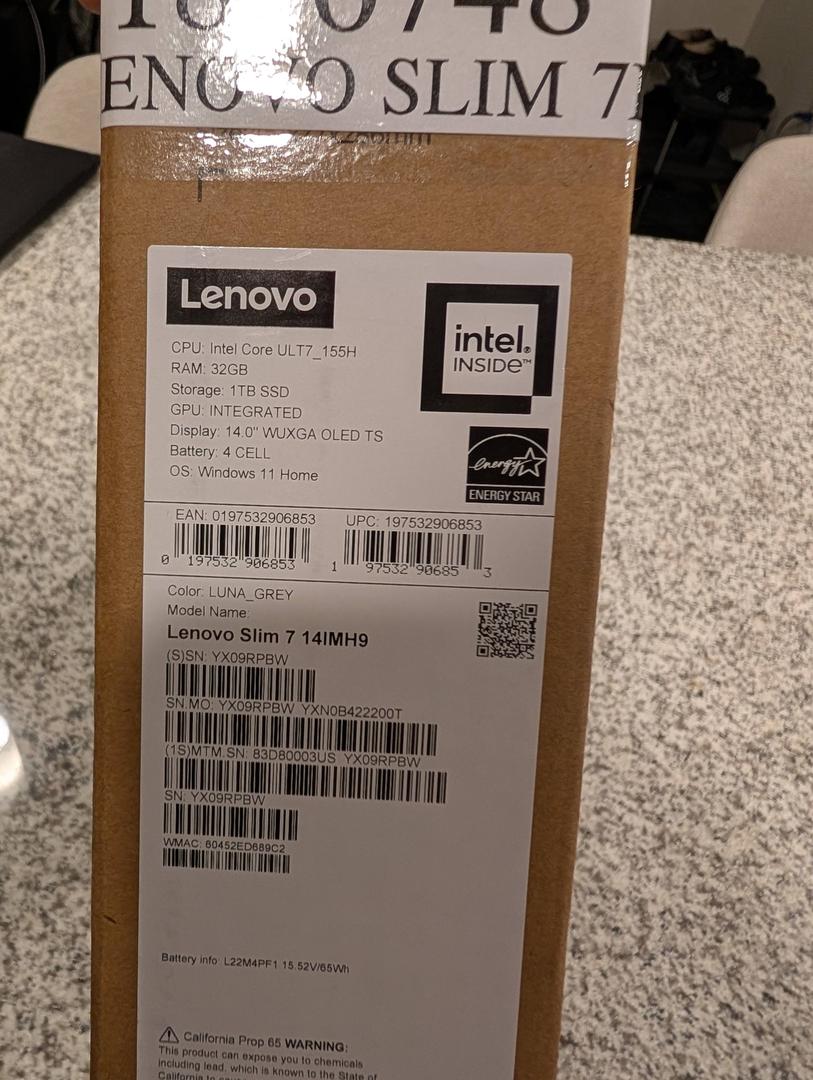 ENOVO SLIM 7
Lenovo
CPU: Intel Core ULT7_155H
RAM: 32GB
Storage: 1TB SSD
GPU: INTEGRATED
Display: 14.0" WUXGA OLED TS
Battery: 4 CELL
OS: Windows 11 Home
intel®
INSIDE™
energy
ENERGY STAR
EAN: 0197532906853
UPC: 197532906853
0 197532 906853
1 97532 90685 3
Color: LUNA_GREY
Model Name:
Lenovo Slim 7 14IMH9
(S)SN: YX09RPBW
SN.MO: YX09RPBW YXN0B422200T
(1S)MTM.SN: 83D80003US YX09RPBW
SN: YX09RPBW
WMAC: 60452ED689C2
Battery info: L22M4PF1 15.52V/65Wh
California Prop 65 WARNING:
This product can expose you to chemicals
including lead, which is known to the State of
California to